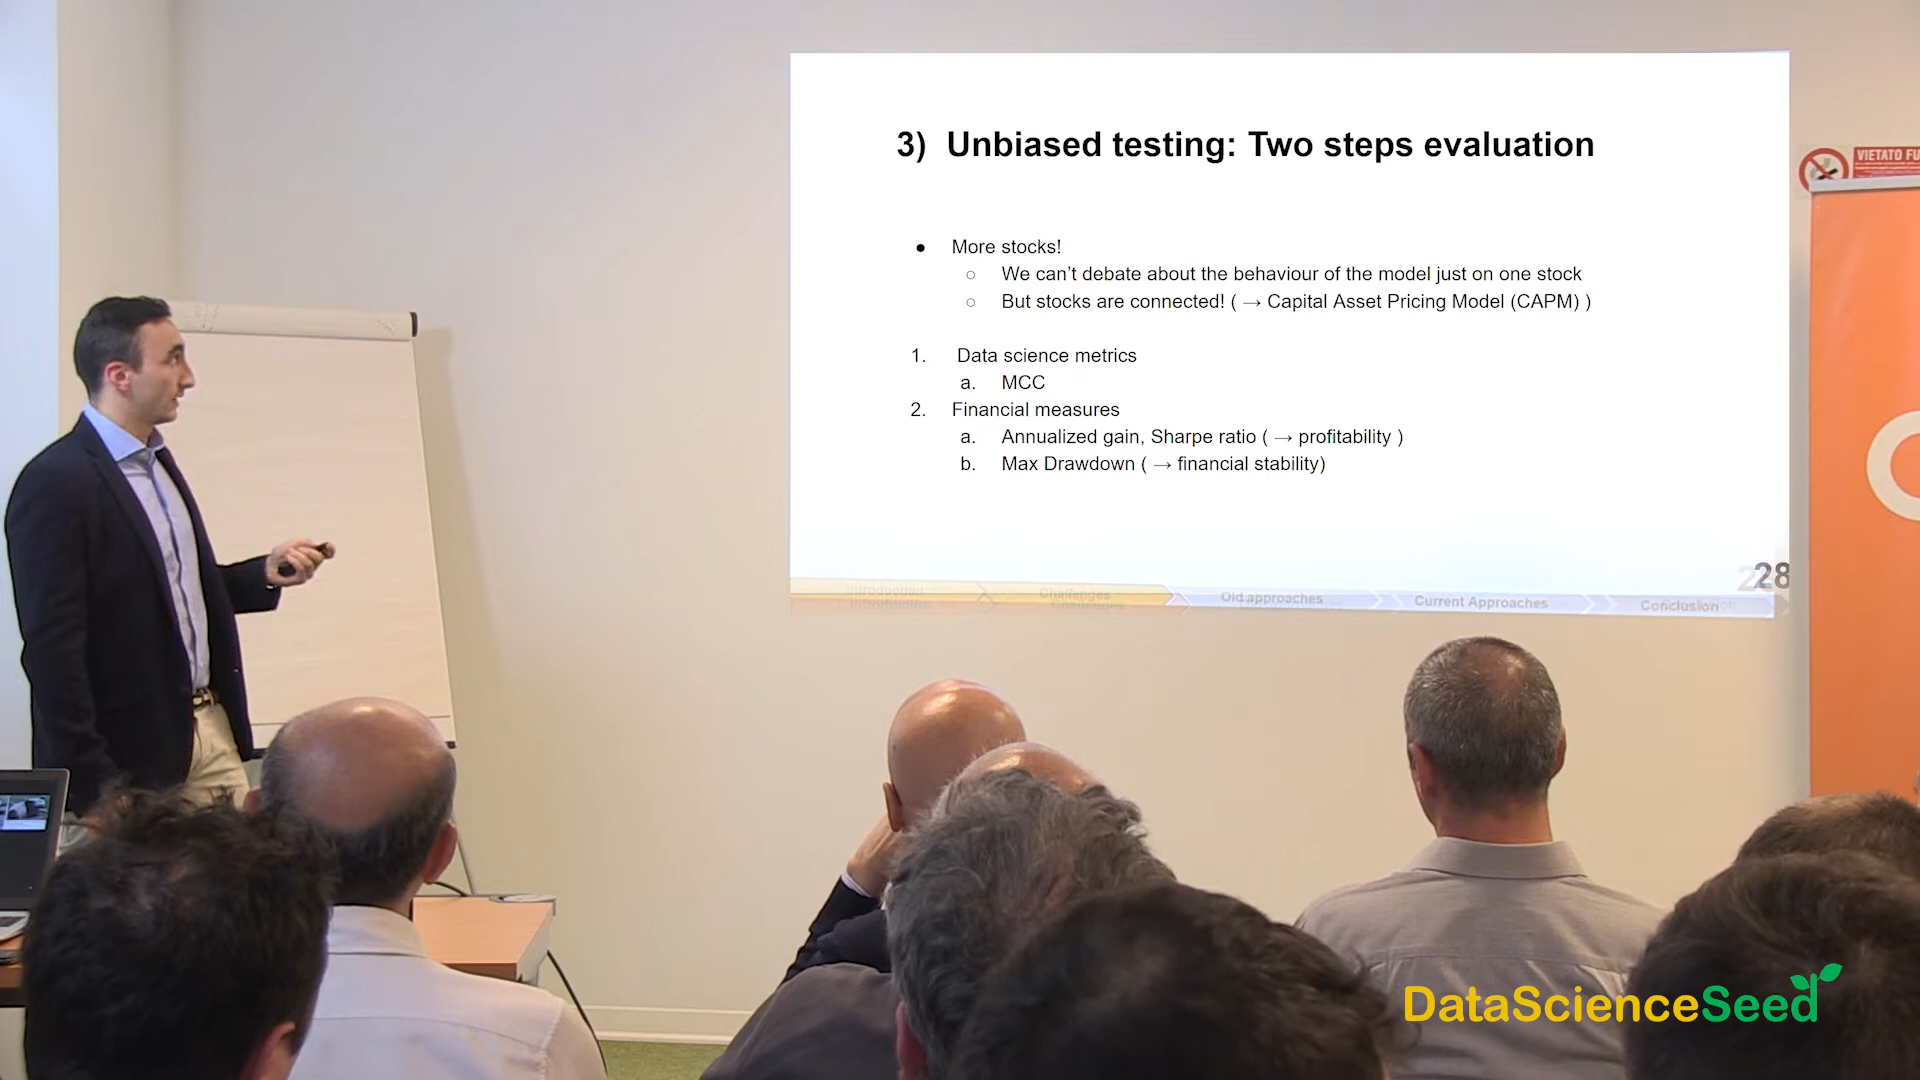 3) Unbiased testing: Two steps evaluation
● More stocks!
○ We can’t debate about the behaviour of the model just on one stock
○ But stocks are connected! ( → Capital Asset Pricing Model (CAPM) )
1. Data science metrics
a. MCC
2. Financial measures
a. Annualized gain, Sharpe ratio ( → profitability )
b. Max Drawdown ( → financial stability)
28
Introduction Challenges Old approaches Current Approaches Conclusion
VIETATO FU
DataScienceSeed